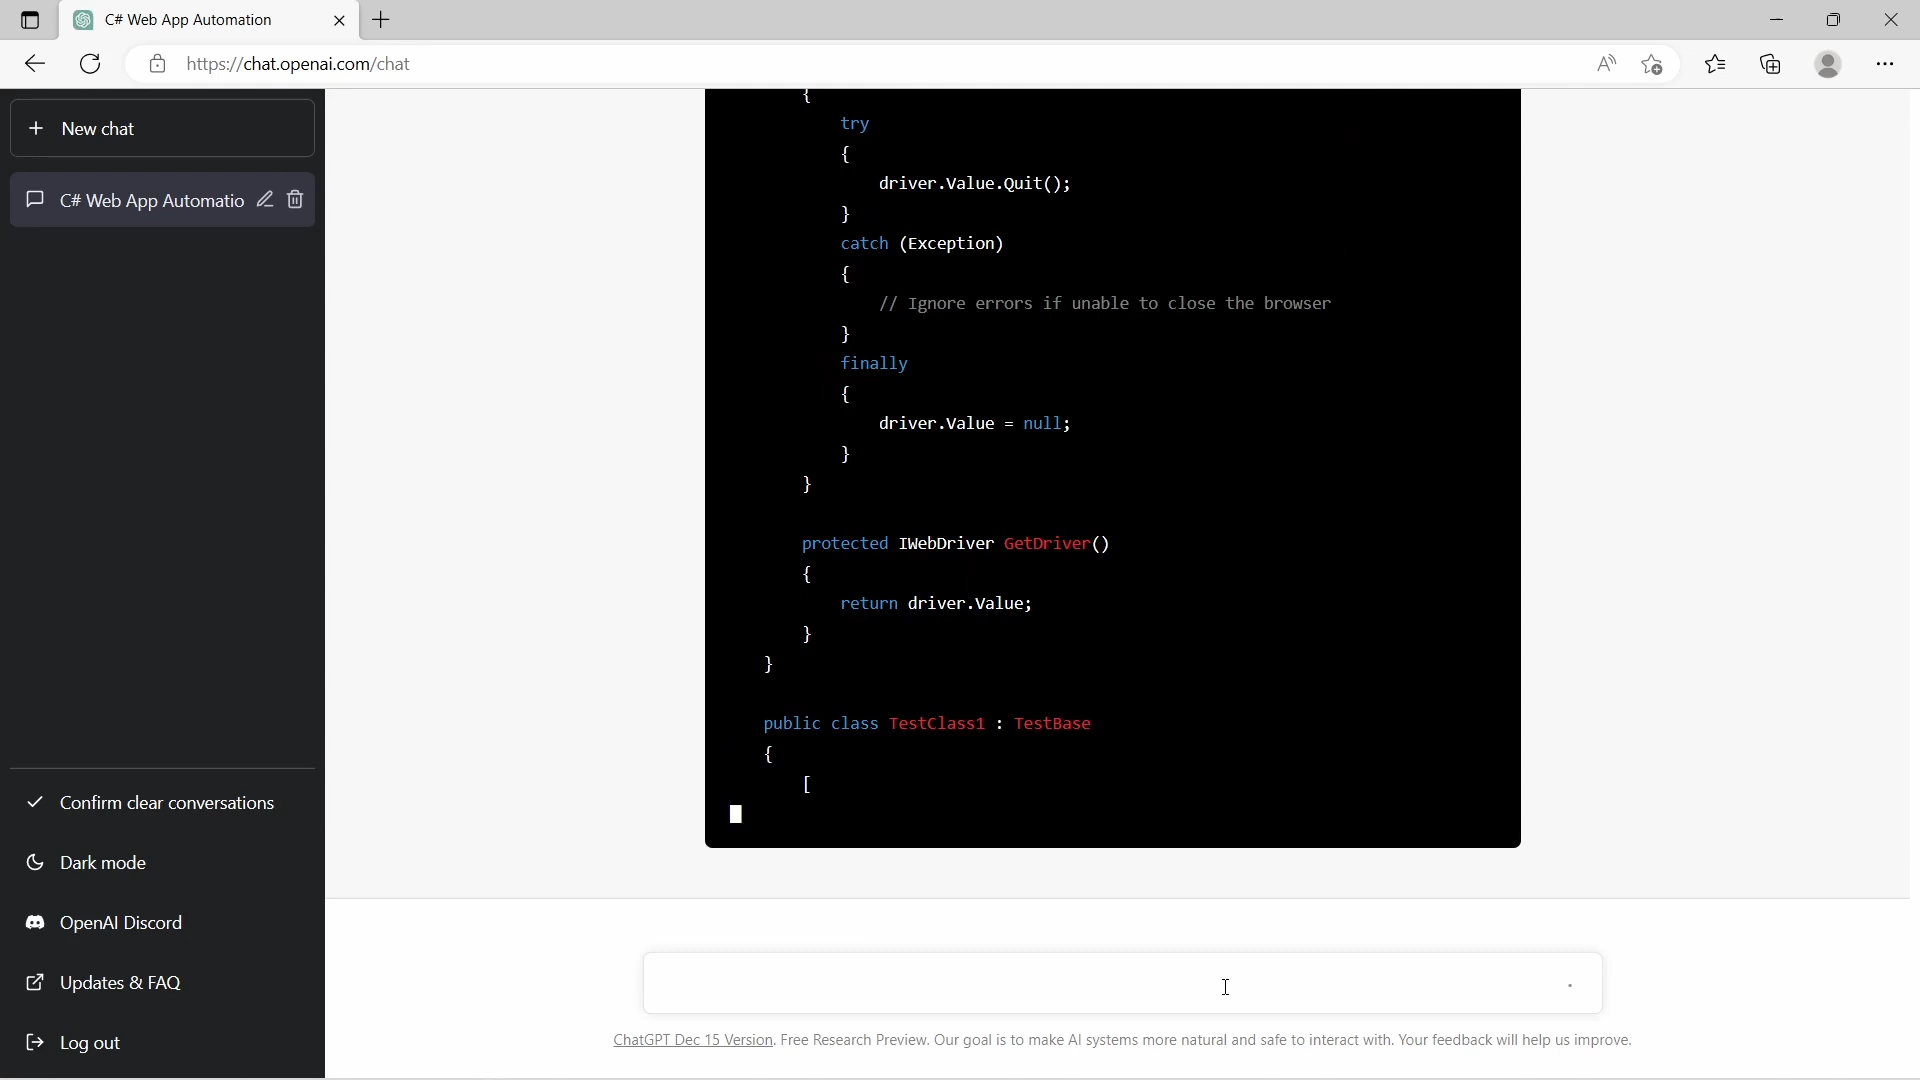 C# Web App Automation
https://chat.openai.com/chat
New chat
C# Web App Automatio
{
try
{
driver.Value.Quit();
}
catch (Exception)
{
// Ignore errors if unable to close the browser
}
finally
{
driver.Value = null;
}
}
protected IWebDriver GetDriver()
{
return driver.Value;
}
}
public class TestClass1 : TestBase
{
[
Confirm clear conversations
Dark mode
OpenAI Discord
Updates & FAQ
Log out
ChatGPT Dec 15 Version. Free Research Preview. Our goal is to make AI systems more natural and safe to interact with. Your feedback will help us improve.